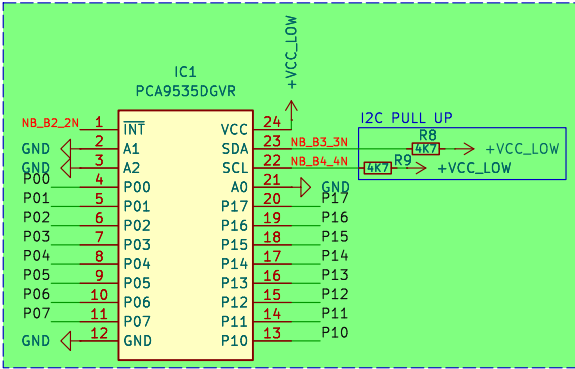 +VCC_LOW
IC1
PCA9535DGVR
I2C PULL UP
NB_B2_2N 1 INT VCC 24
GND 2 A1 SDA 23 NB_B3_3N R8 4K7 +VCC_LOW
GND 3 A2 SCL 22 NB_B4_4N 4K7 R9 +VCC_LOW
P00 4 P00 A0 21 GND
P01 5 P01 P17 20 P17
P02 6 P02 P16 19 P16
P03 7 P03 P15 18 P15
P04 8 P04 P14 17 P14
P05 9 P05 P13 16 P13
P06 10 P06 P12 15 P12
P07 11 P07 P11 14 P11
GND 12 GND P10 13 P10